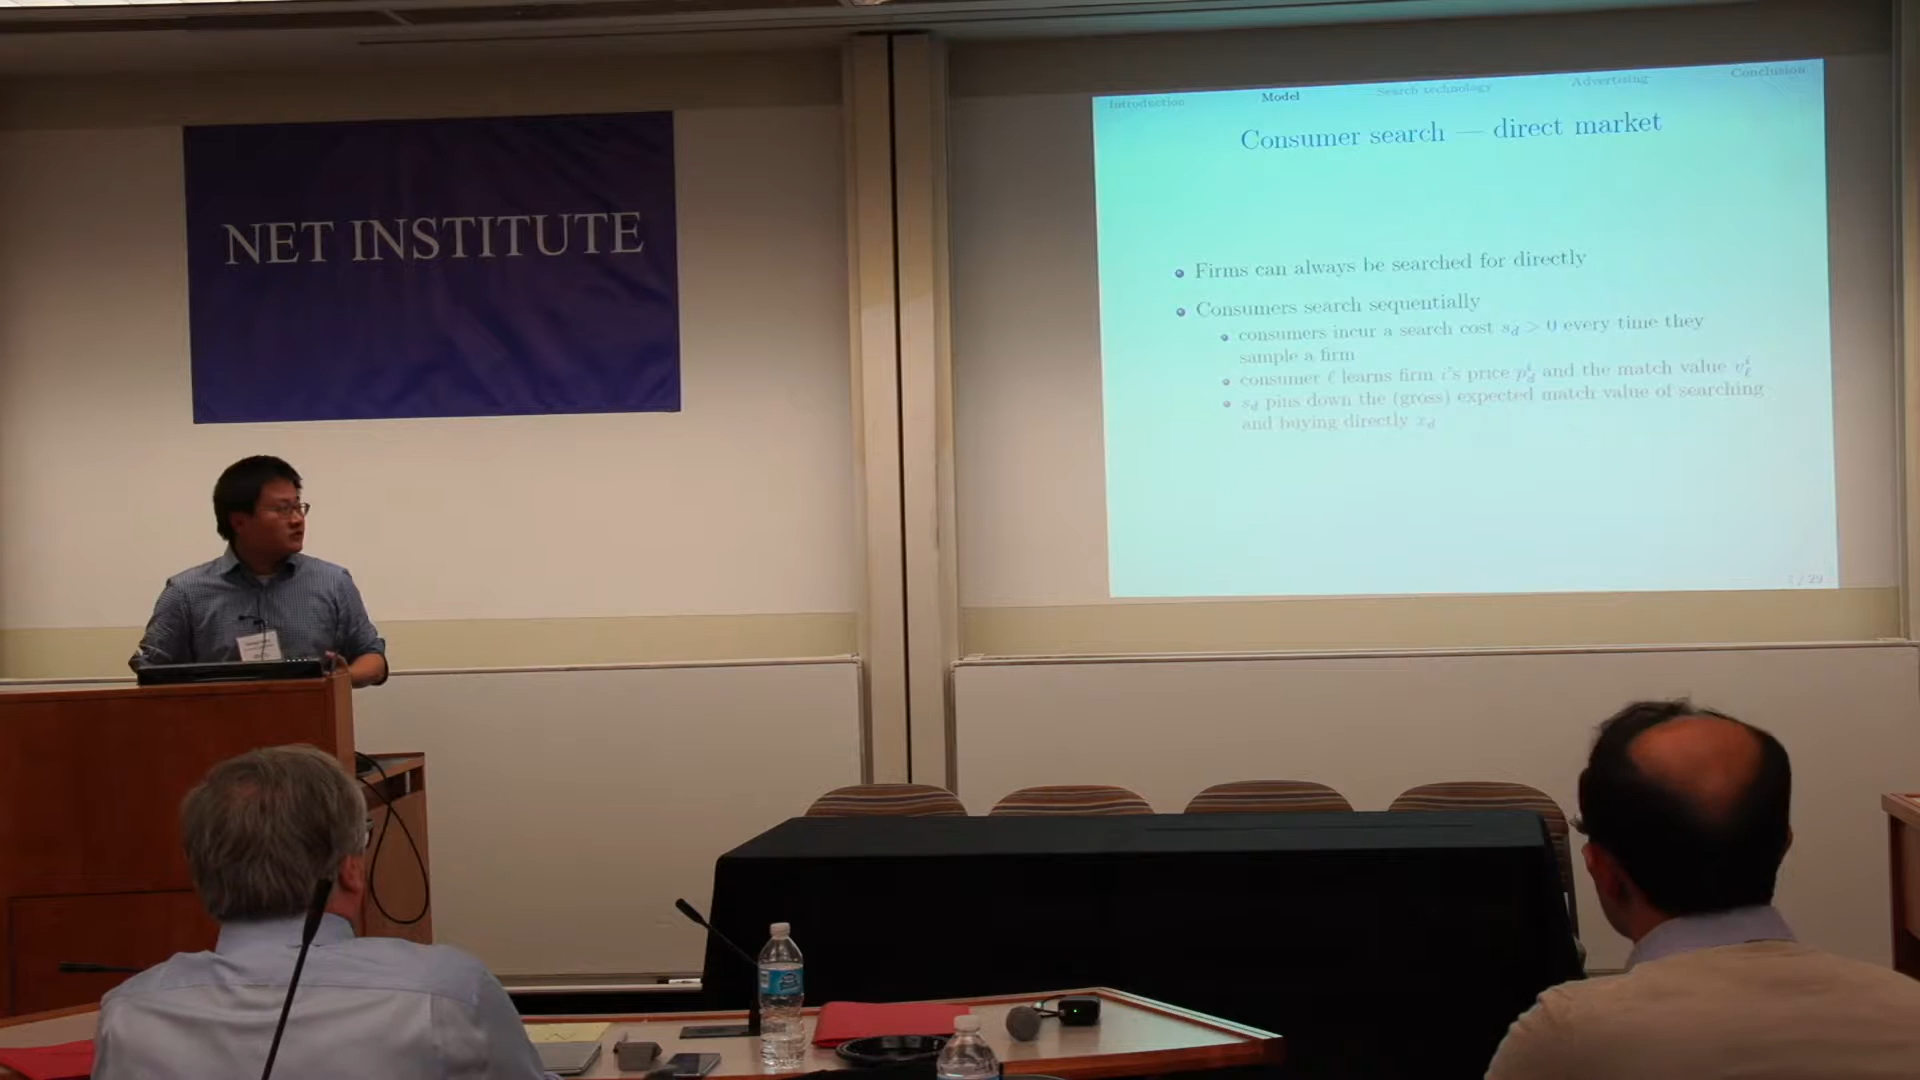 NET INSTITUTE
Introduction Model Search technology Advertising Conclusion
Consumer search — direct market
• Firms can always be searched for directly
• Consumers search sequentially
• consumers incur a search cost s_d > 0 every time they
sample a firm
• consumer ℓ learns firm i's price p_d^i and the match value v_ℓ^i
• s_d pins down the (gross) expected match value of searching
and buying directly x_d
/ 29